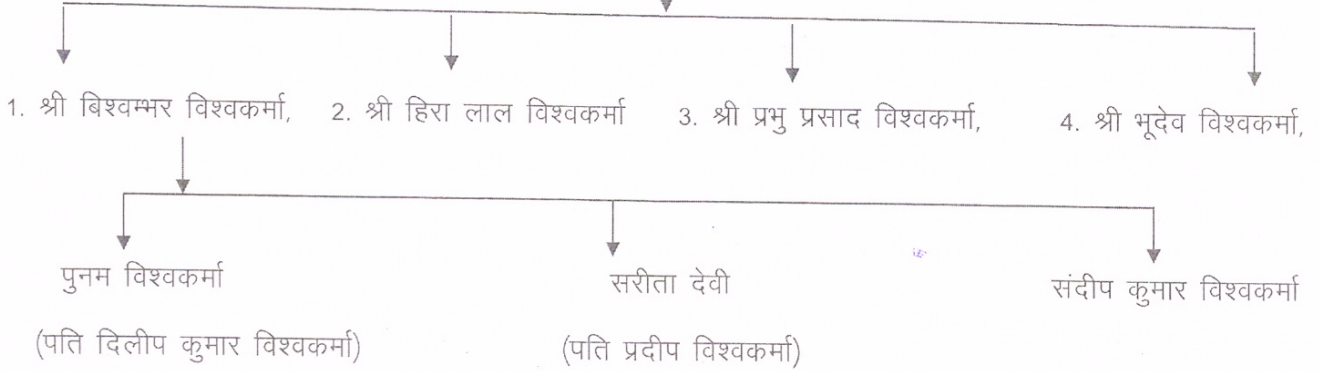 1. श्री बिश्वम्भर विश्वकर्मा, 2. श्री हिरा लाल विश्वकर्मा 3. श्री प्रभु प्रसाद विश्वकर्मा, 4. श्री भूदेव विश्वकर्मा,
पुनम विश्वकर्मा सरीता देवी संदीप कुमार विश्वकर्मा
(पति दिलीप कुमार विश्वकर्मा) (पति प्रदीप विश्वकर्मा)